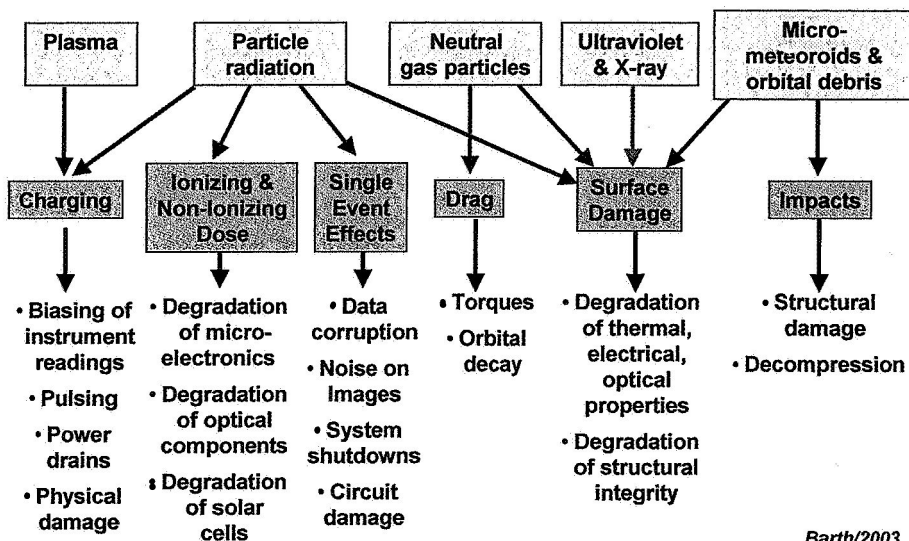 Plasma
Particle
radiation
Neutral
gas particles
Ultraviolet
& X-ray
Micro-
meteoroids &
orbital debris
Charging
Ionizing &
Non-Ionizing
Dose
Single
Event
Effects
Drag
Surface
Damage
Impacts
• Biasing of
instrument
readings
• Pulsing
• Power
drains
• Physical
damage
• Degradation
of micro-
electronics
• Degradation
of optical
components
• Degradation
of solar
cells
• Data
corruption
• Noise on
Images
• System
shutdowns
• Circuit
damage
• Torques
• Orbital
decay
• Degradation
of thermal,
electrical,
optical
properties
• Degradation
of structural
integrity
• Structural
damage
• Decompression
Barth/2003